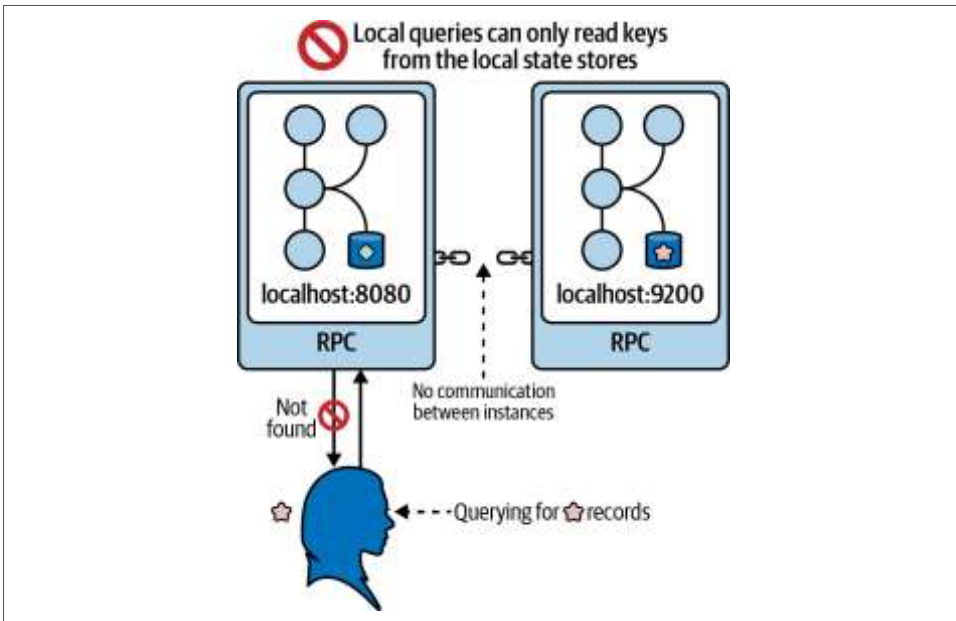 Local queries can only read keys
from the local state stores
localhost:8080
localhost:9200
RPC
RPC
No communication
between instances
Not
found
Querying for records